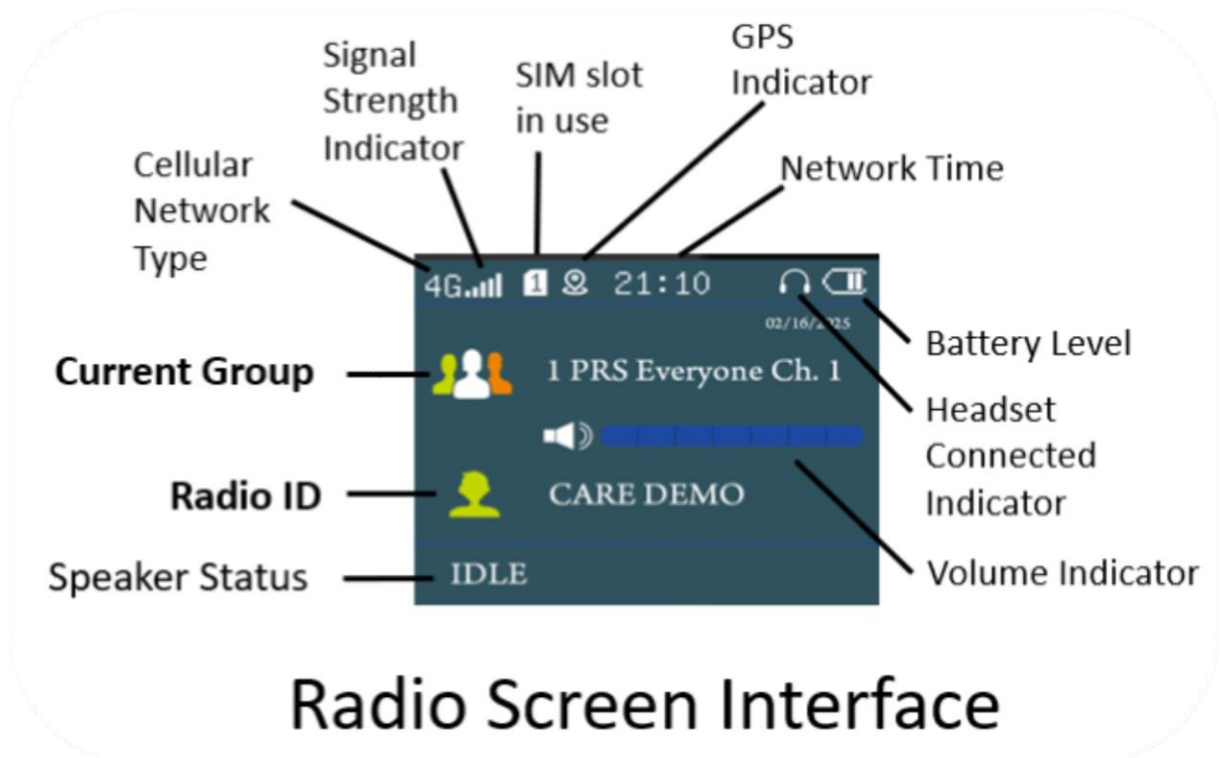 GPS
Indicator
Signal
Strength
Indicator
SIM slot
in use
Cellular
Network
Type
Network Time
4G 1 21:10
02/16/2025
Battery Level
Current Group
1 PRS Everyone Ch. 1
Headset
Connected
Indicator
Radio ID
CARE DEMO
Speaker Status
IDLE
Volume Indicator
Radio Screen Interface